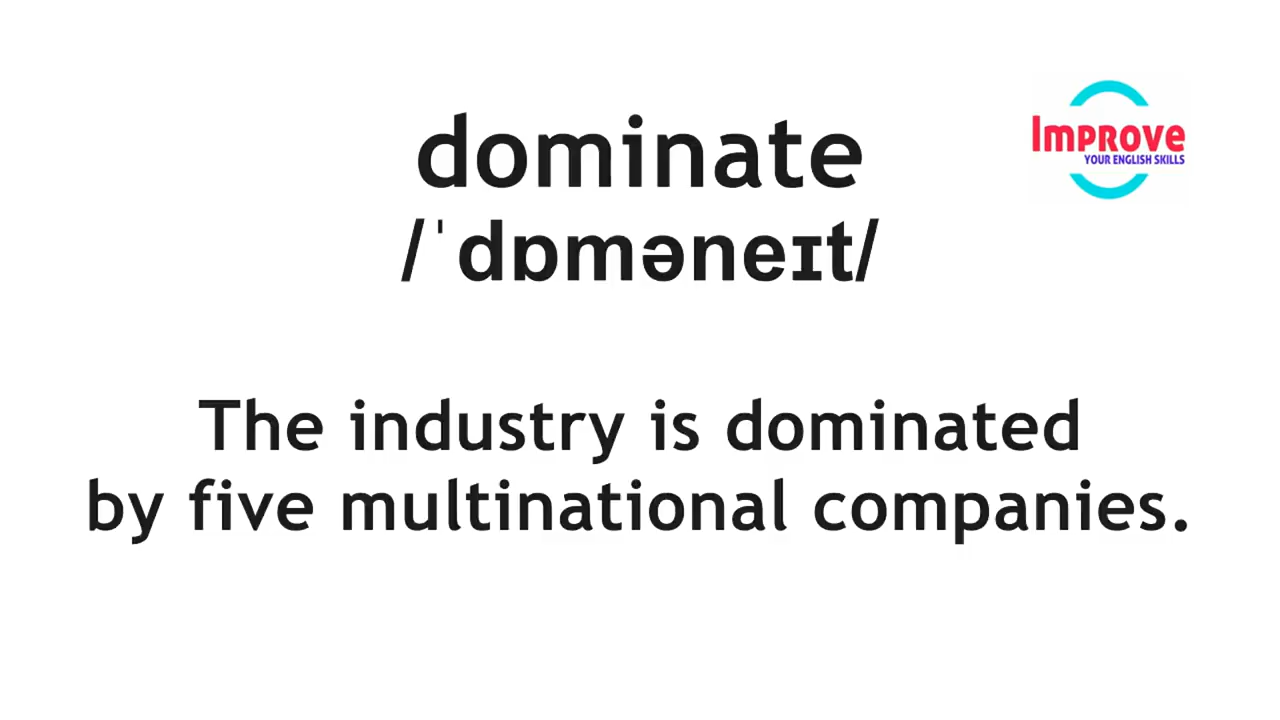 dominate
/ˈdɒməneɪt/
Improve
YOUR ENGLISH SKILLS
The industry is dominated
by five multinational companies.